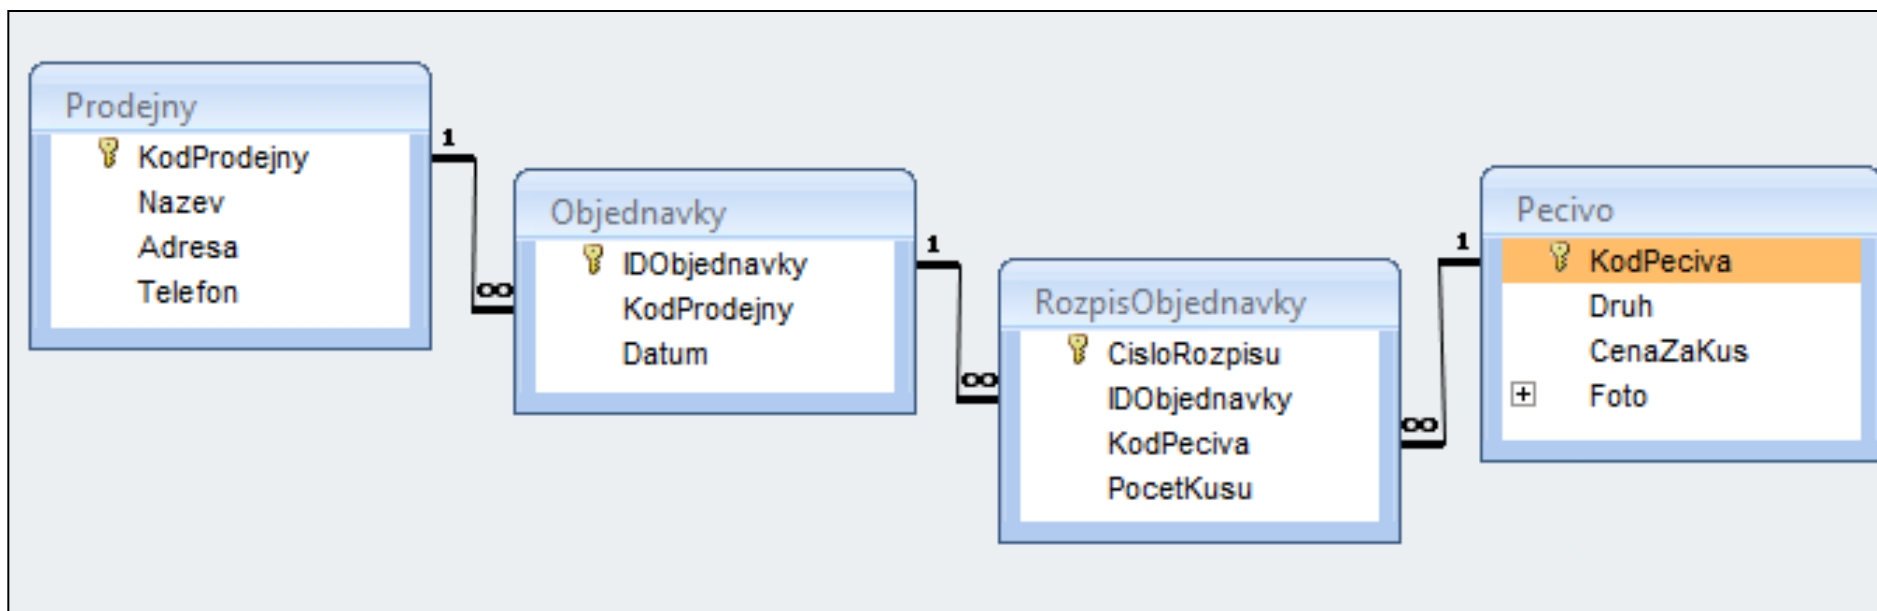 Prodejny
KodProdejny
Nazev
Adresa
Telefon
1
∞
Objednavky
IDObjednavky
KodProdejny
Datum
1
∞
RozpisObjednavky
CisloRozpisu
IDObjednavky
KodPeciva
PocetKusu
∞
1
Pecivo
KodPeciva
Druh
CenaZaKus
Foto